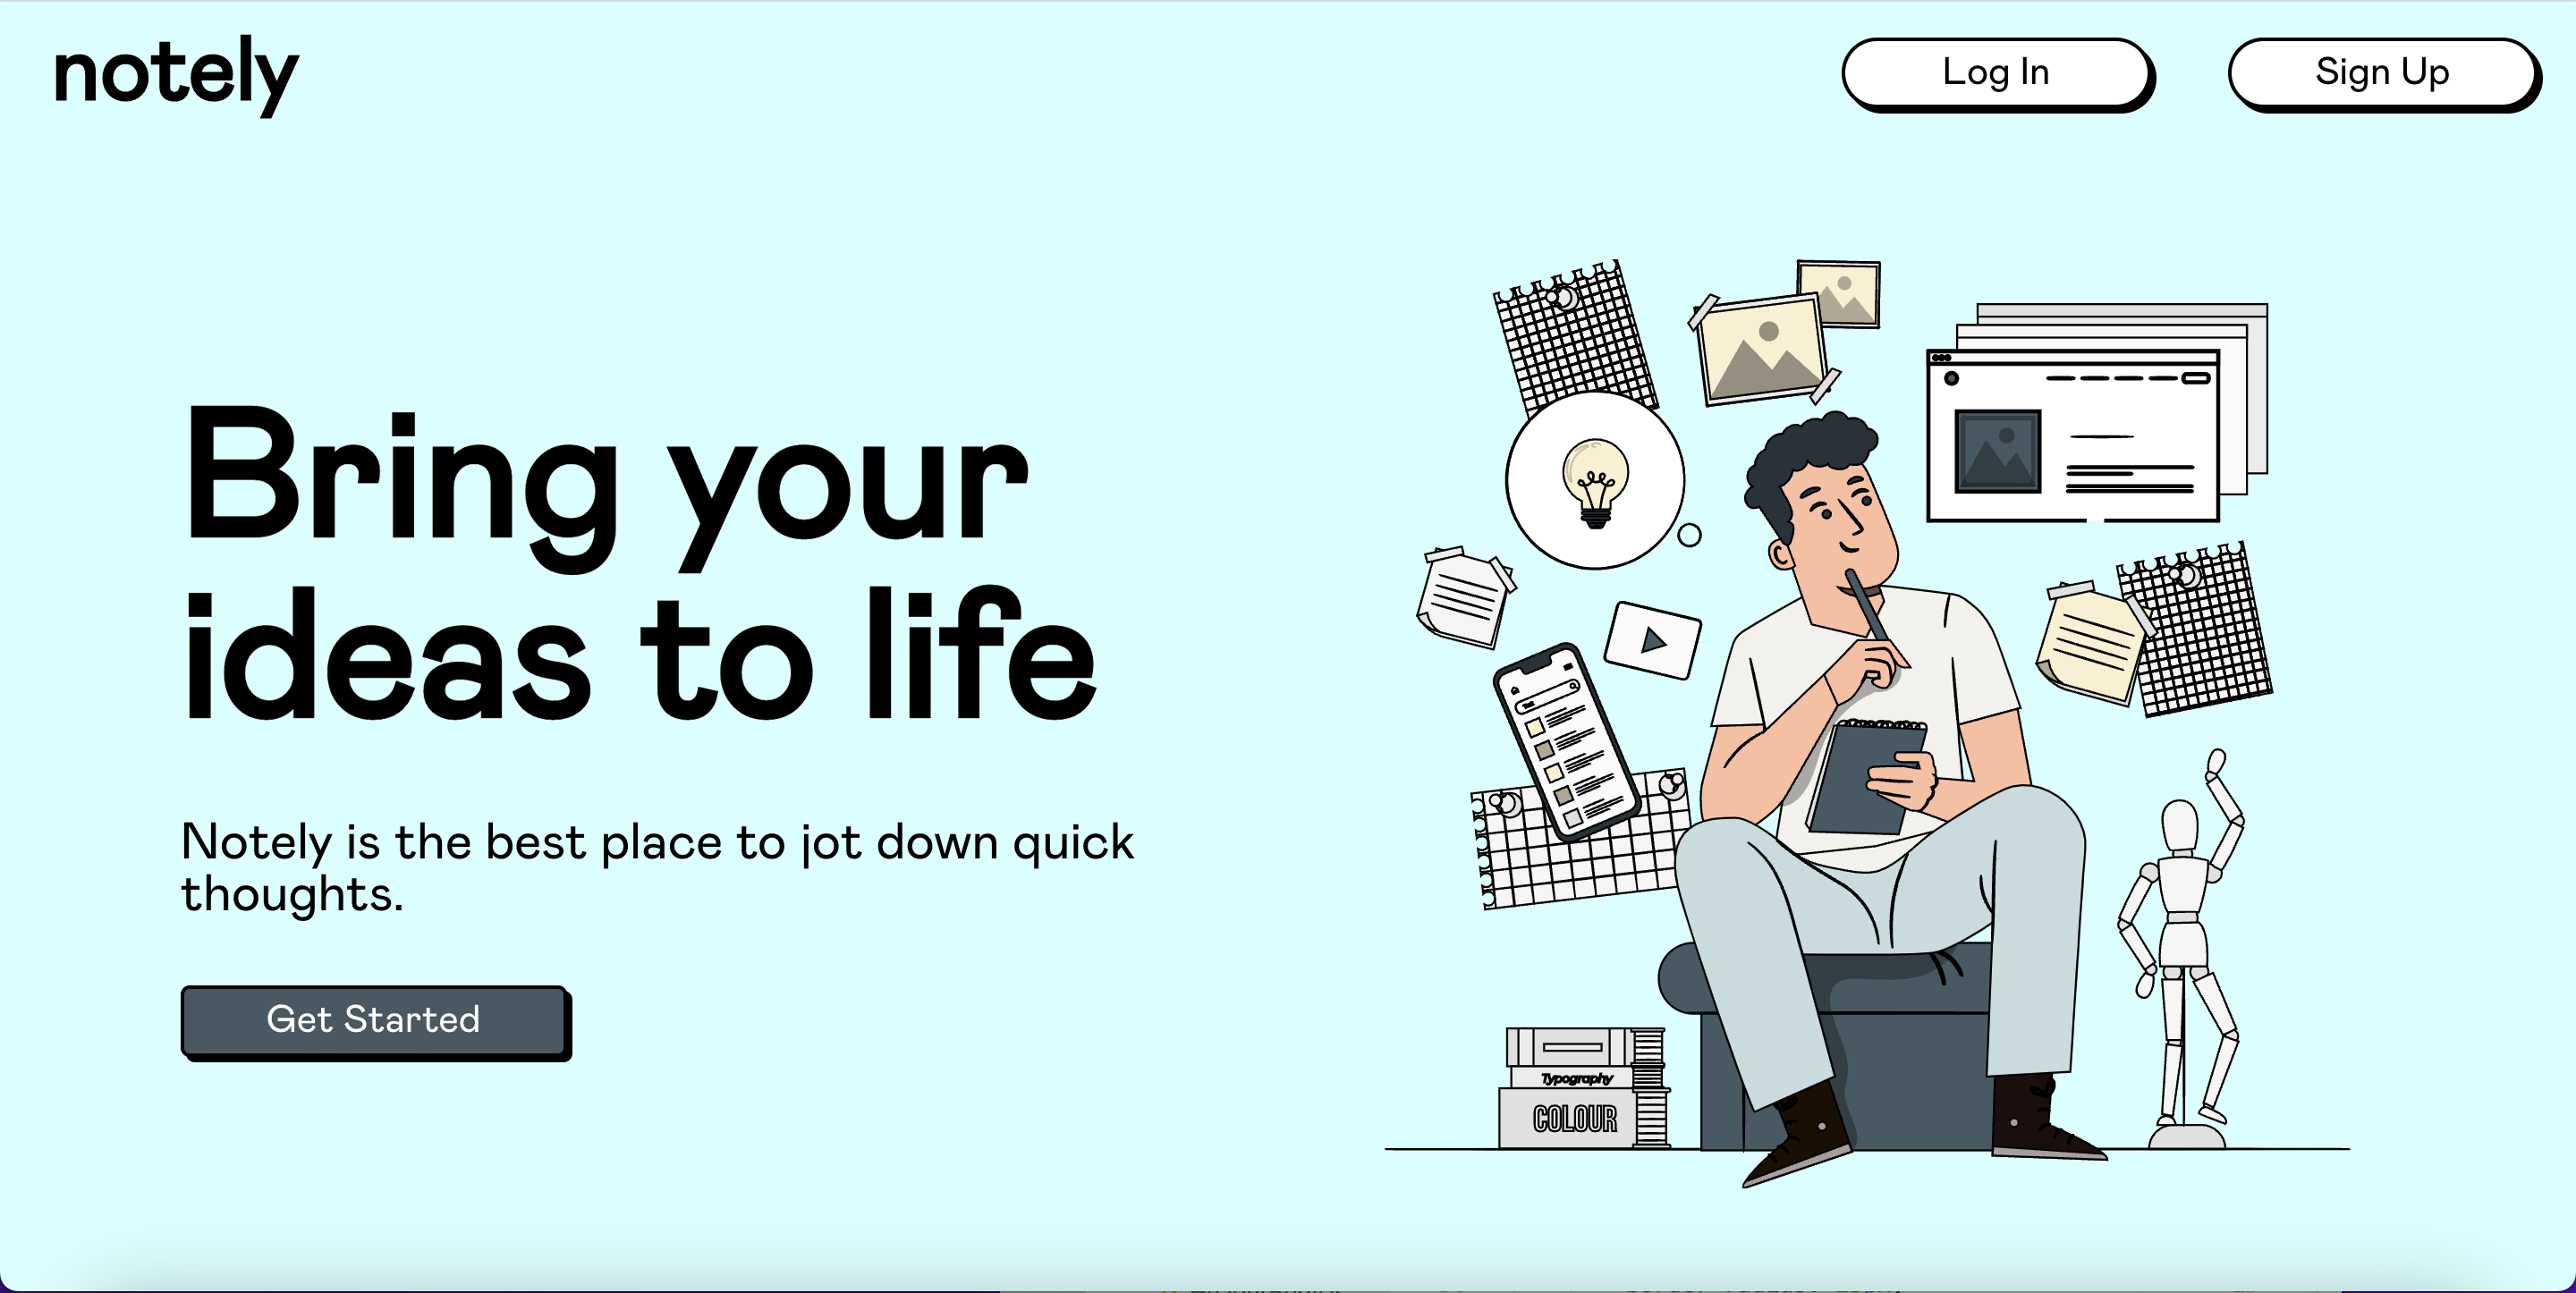 notely
Log In
Sign Up
Bring your
ideas to life
Notely is the best place to jot down quick
thoughts.
Get Started
Typography
COLOUR